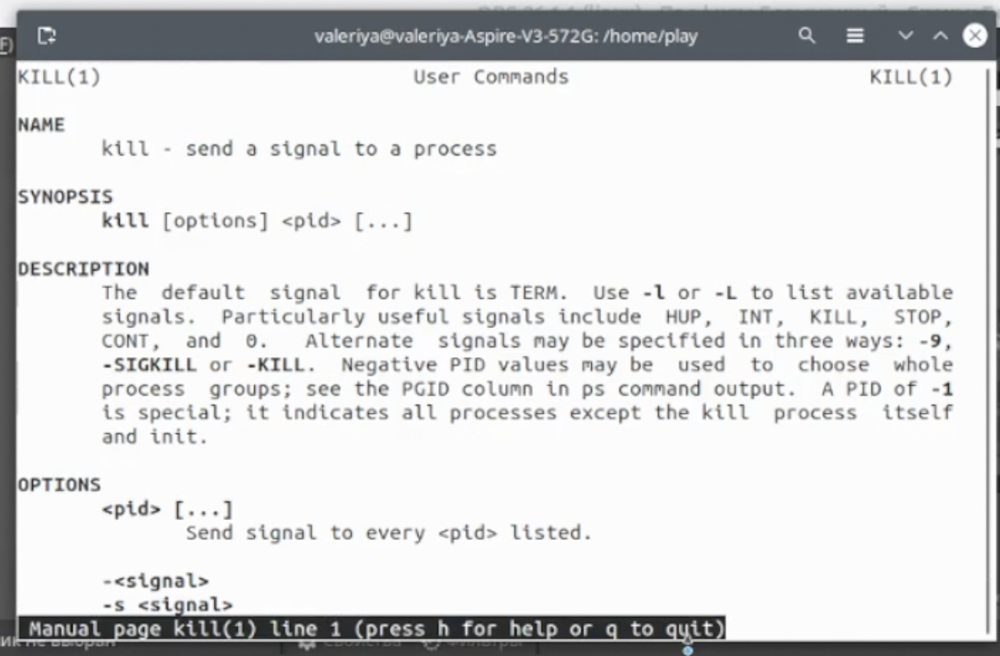 valeriya@valeriya-Aspire-V3-572G: /home/play
F)
KILL(1) User Commands KILL(1)
NAME
kill - send a signal to a process
SYNOPSIS
kill [options] <pid> [...]
DESCRIPTION
The default signal for kill is TERM. Use -l or -L to list available
signals. Particularly useful signals include HUP, INT, KILL, STOP,
CONT, and 0. Alternate signals may be specified in three ways: -9,
-SIGKILL or -KILL. Negative PID values may be used to choose whole
process groups; see the PGID column in ps command output. A PID of -1
is special; it indicates all processes except the kill process itself
and init.
OPTIONS
<pid> [...]
Send signal to every <pid> listed.
-<signal>
-s <signal>
Manual page kill(1) line 1 (press h for help or q to quit)
ик не выбран Свойства Фильтры